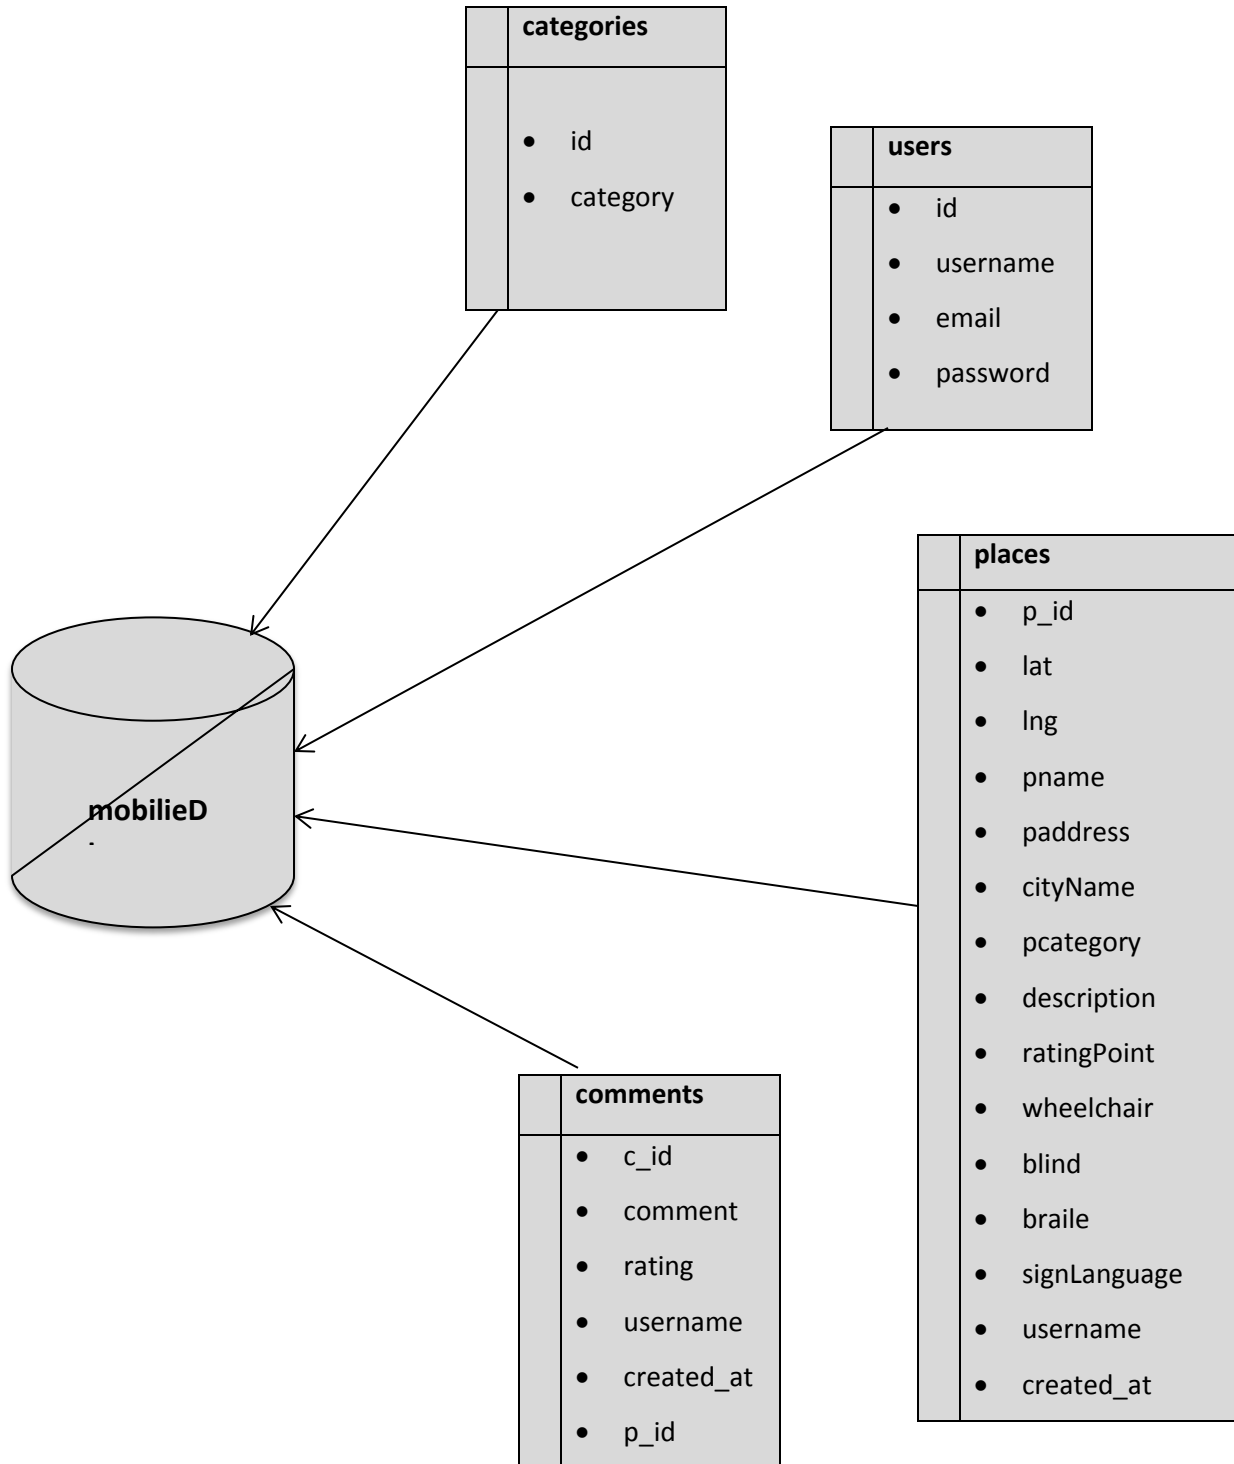 categories
• id
• category
users
• id
• username
• email
• password
places
• p_id
• lat
• lng
• pname
• paddress
• cityName
• pcategory
• description
• ratingPoint
• wheelchair
• blind
• braile
• signLanguage
• username
• created_at
mobilieD
comments
• c_id
• comment
• rating
• username
• created_at
• p_id